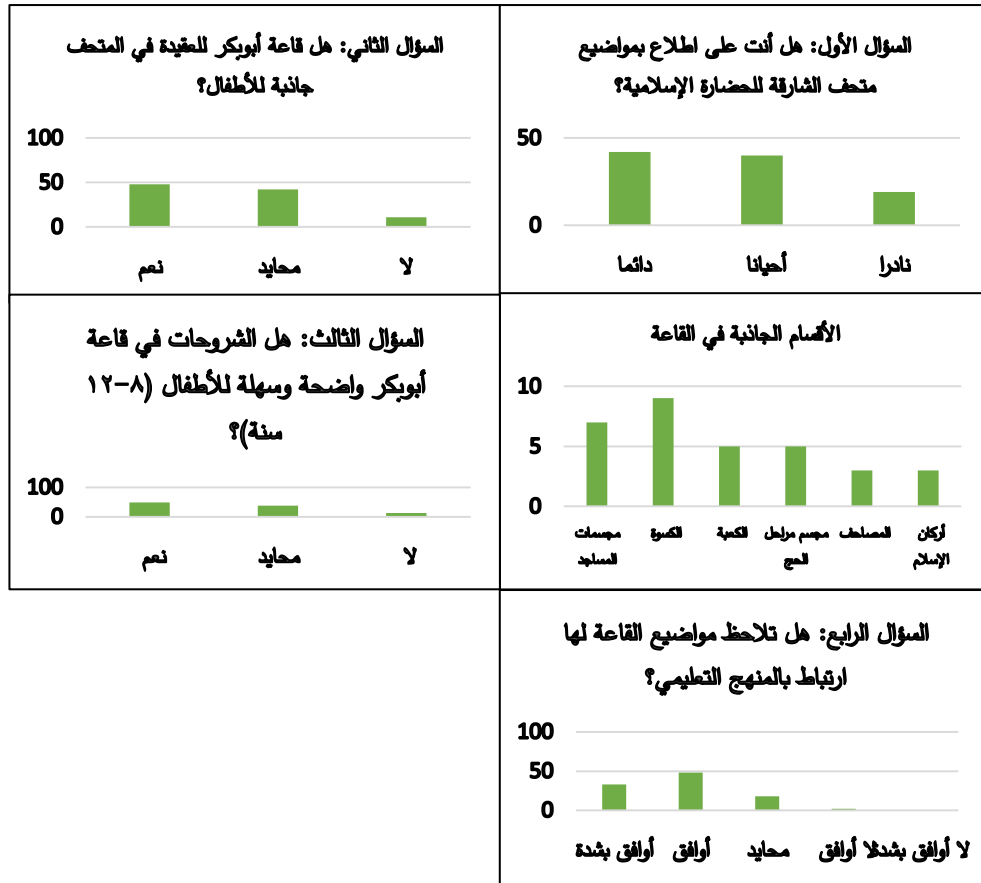 السؤال الأول: هل أنت على اطلاع بمواضيع
متحف الشارقة للحضارة الإسلامية؟
50
0
دائما أحيانا نادرا
السؤال الثاني: هل قاعة أبوبكر للعقيدة في المتحف
جاذبة للأطفال؟
100
50
0
نعم محايد لا
الأقسام الجاذبة في القاعة
10
5
0
مجسمات المساجد
الكسوة
الكعبة
مجسم مراحل الحج
المصاحف
أركان الإسلام
السؤال الثالث: هل الشروحات في قاعة
أبوبكر واضحة وسهلة للأطفال (٨-١٢
سنة)؟
100
0
نعم محايد لا
السؤال الرابع: هل تلاحظ مواضيع القاعة لها
ارتباط بالمنهج التعليمي؟
100
50
0
أوافق بشدة أوافق محايد لا أوافق لا أوافق بشدة